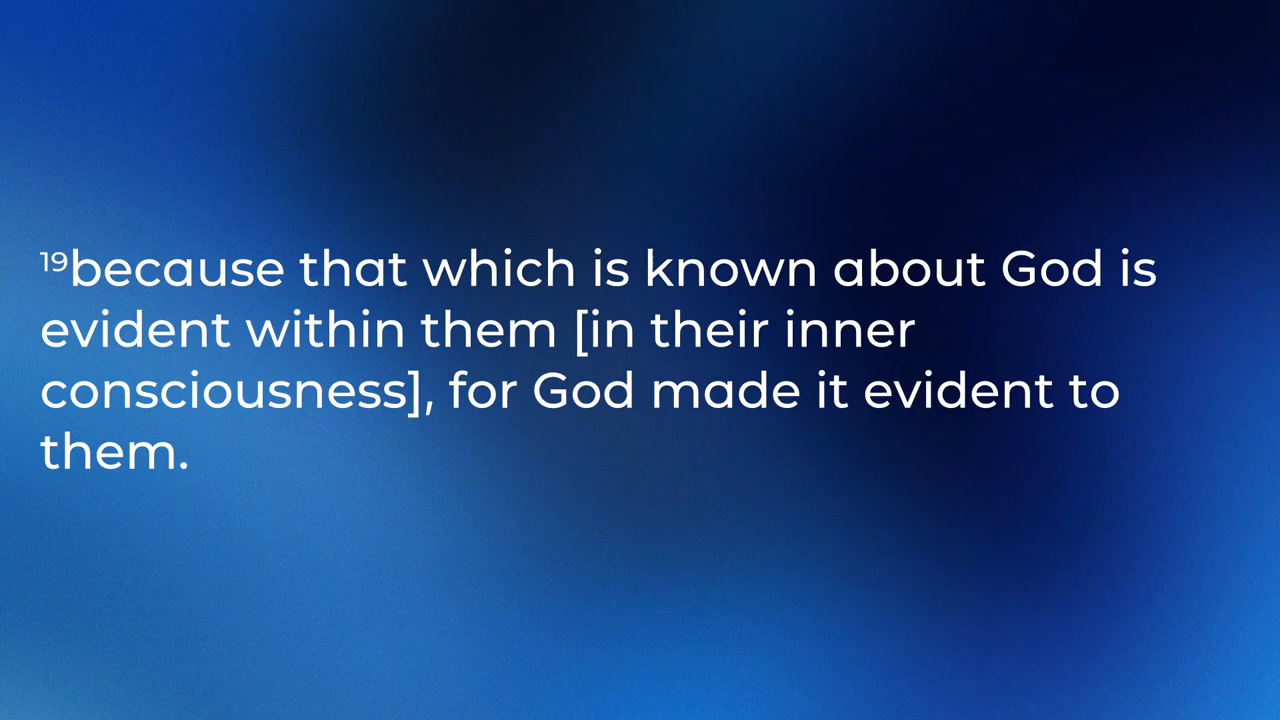 ¹⁹because that which is known about God is
evident within them [in their inner
consciousness], for God made it evident to
them.